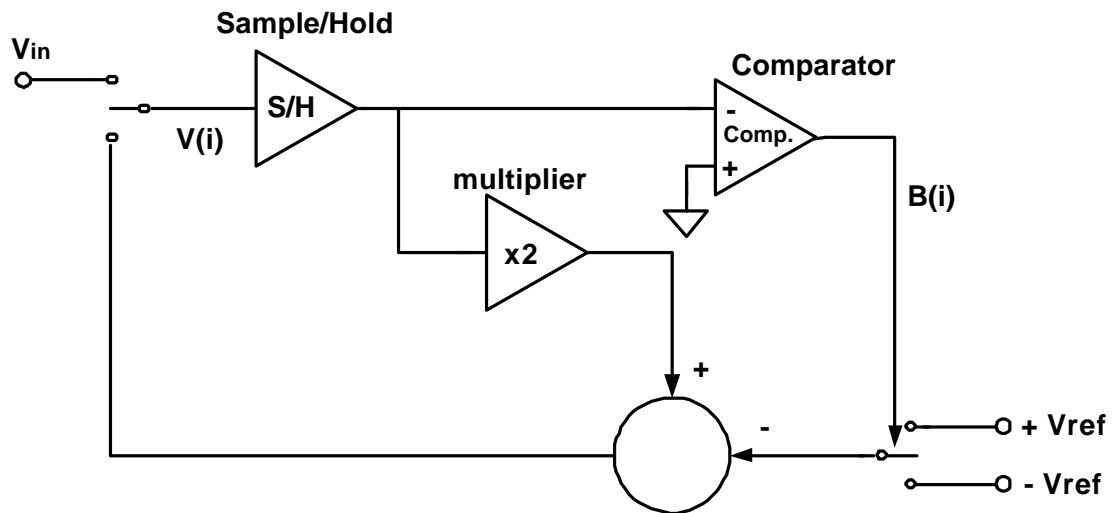 Sample/Hold
Vin
S/H
V(i)
Comparator
-
Comp.
+
B(i)
multiplier
x2
+
-
+ Vref
- Vref